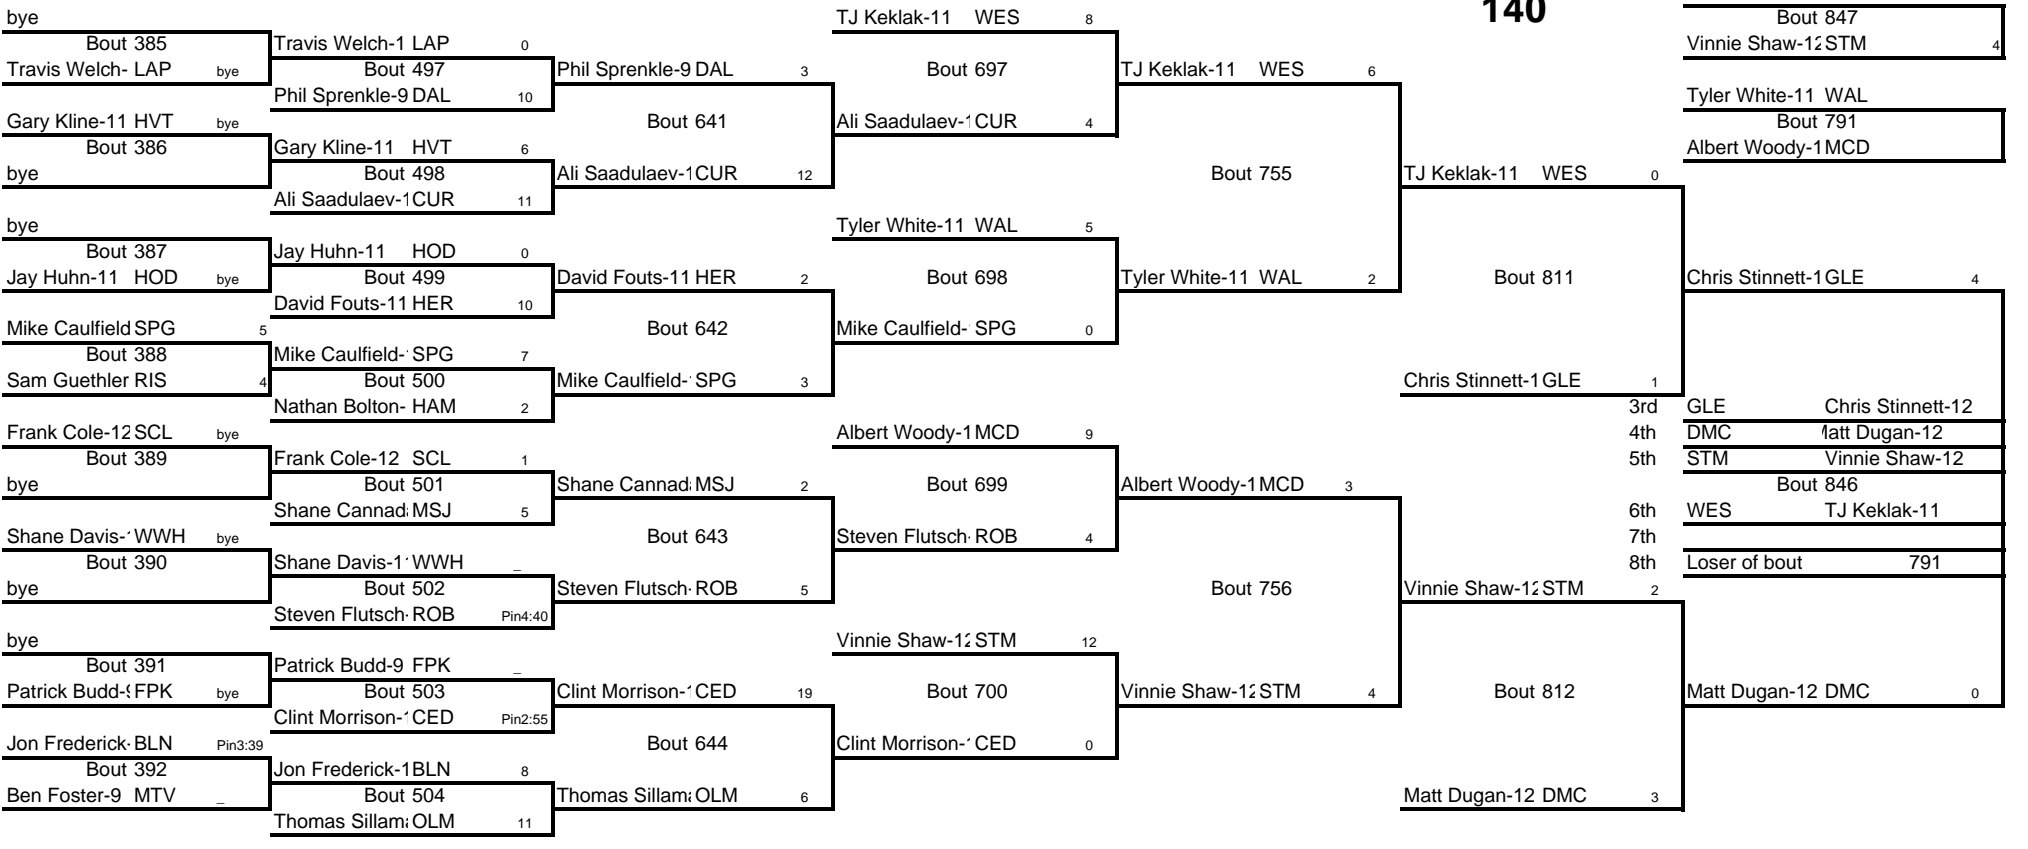 bye
Bout 385
Travis Welch- LAP bye
Gary Kline-11 HVT bye
Bout 386
bye
bye
Bout 387
Jay Huhn-11 HOD bye
Mike Caulfield SPG 5
Bout 388
Sam Guethler RIS 4
Frank Cole-12 SCL bye
Bout 389
bye
Shane Davis- WWH bye
Bout 390
bye
bye
Bout 391
Patrick Budd- FPK bye
Jon Frederick- BLN Pin3:39
Bout 392
Ben Foster-9 MTV _
Travis Welch-1 LAP 0
Bout 497
Phil Sprenkle-9 DAL 10
Gary Kline-11 HVT 6
Bout 498
Ali Saadulaev-1 CUR 11
Jay Huhn-11 HOD 0
Bout 499
David Fouts-11 HER 10
Mike Caulfield- SPG 7
Bout 500
Nathan Bolton- HAM 2
Frank Cole-12 SCL 1
Bout 501
Shane Cannad MSJ 5
Shane Davis-1 WWH _
Bout 502
Steven Flutsch- ROB Pin4:40
Patrick Budd-9 FPK _
Bout 503
Clint Morrison-1 CED Pin2:55
Jon Frederick-1 BLN 8
Bout 504
Thomas Sillam OLM 11
Phil Sprenkle-9 DAL 3
Bout 641
Ali Saadulaev-1 CUR 12
David Fouts-11 HER 2
Bout 642
Mike Caulfield- SPG 3
Shane Cannad MSJ 2
Bout 643
Steven Flutsch- ROB 5
Clint Morrison-1 CED 19
Bout 644
Thomas Sillam OLM 6
TJ Keklak-11 WES 8
Bout 697
Ali Saadulaev-1 CUR 4
Tyler White-11 WAL 5
Bout 698
Mike Caulfield- SPG 0
Albert Woody-1 MCD 9
Bout 699
Steven Flutsch- ROB 4
Vinnie Shaw-12 STM 12
Bout 700
Clint Morrison-1 CED 0
TJ Keklak-11 WES 6
Bout 755
Tyler White-11 WAL 2
Albert Woody-1 MCD 3
Bout 756
Vinnie Shaw-12 STM 4
140
TJ Keklak-11 WES 0
Bout 811
Chris Stinnett-1 GLE 1
Vinnie Shaw-12 STM 2
Bout 812
Matt Dugan-12 DMC 3
Bout 847
Vinnie Shaw-12 STM 4
Tyler White-11 WAL
Bout 791
Albert Woody-1 MCD
Chris Stinnett-1 GLE 4
3rd GLE Chris Stinnett-12
4th DMC Matt Dugan-12
5th STM Vinnie Shaw-12
Bout 846
6th WES TJ Keklak-11
7th
8th Loser of bout 791
Matt Dugan-12 DMC 0